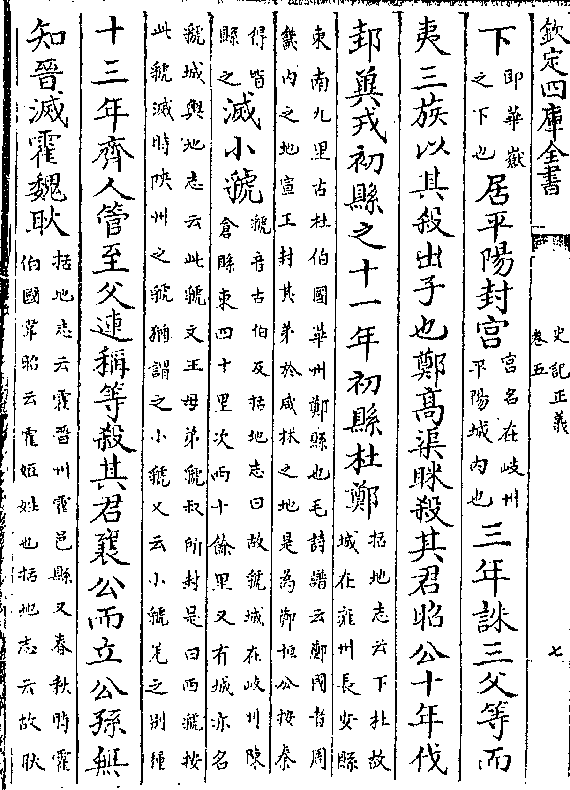 欽定四庫全書
史記正義
卷五
七
下即華嶽之下也居平陽封宮宮名在岐州平陽城內也三年誅三父等而
夷三族以其殺出子也鄭高渠眯殺其君昭公十年伐
邽冀戎初縣之十一年初縣杜鄭括地志云下杜故城在雍州長安縣
東南九里古杜伯國華州鄭縣也毛詩譜云鄭國者周
畿內之地宣王封其弟於咸林之地是為鄭桓公按秦
得皆縣之滅小虢虢音古伯反括地志曰故虢城在岐州陳倉縣東四十里次西十餘里又有城亦名
虢城輿地志云此虢文王母弟虢叔所封是曰西虢按
此虢滅時陝州之虢猶謂之小虢又云小虢羌之別種
十三年齊人管至父連稱等殺其君襄公而立公孫無
知晉滅霍魏耿括地志云霍晉州霍邑縣又春秋時霍伯國韋昭云霍姬姓也括地志云故耿